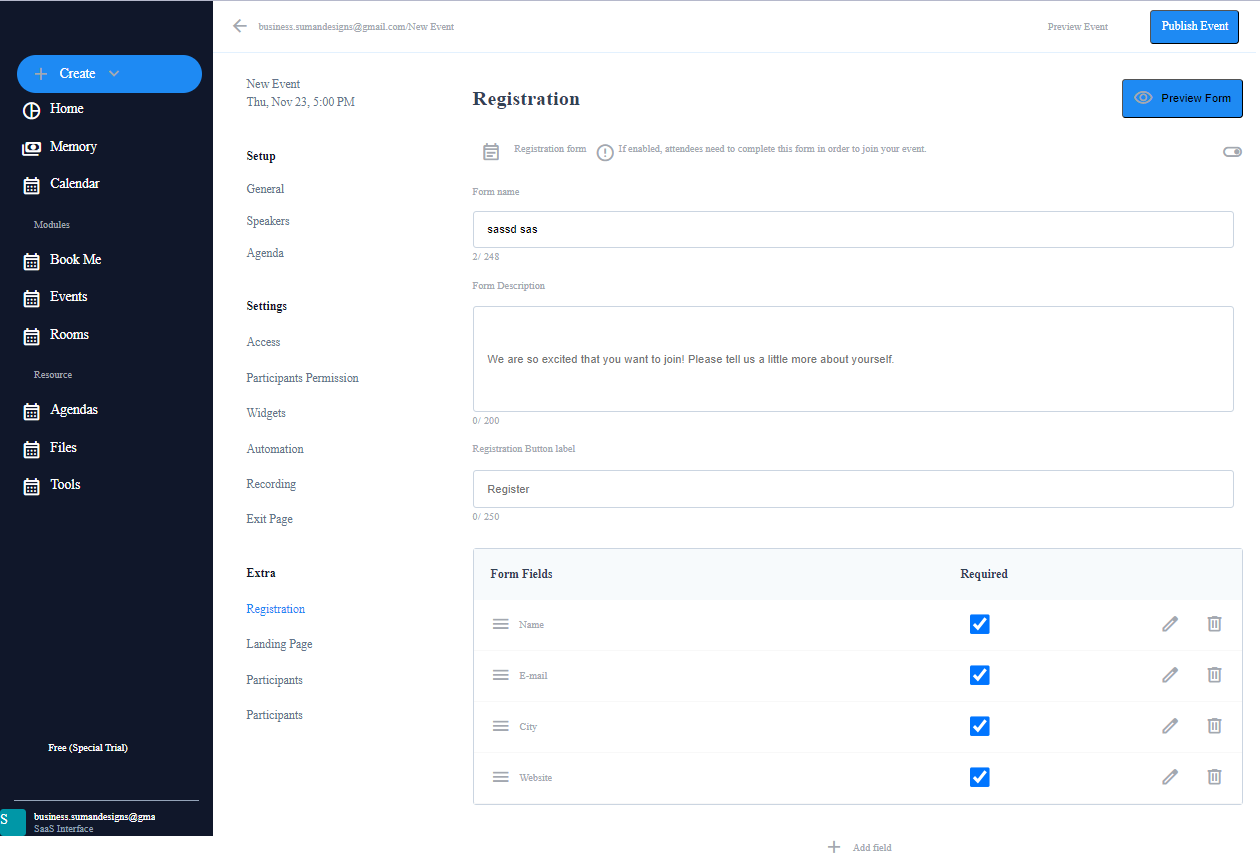 business.sumandesigns@gmail.com/New Event
Preview Event
Publish Event
Create
Home
Memory
Calendar
Modules
Book Me
Events
Rooms
Resource
Agendas
Files
Tools
Free (Special Trial)
S
business.sumandesigns@gma
SaaS Interface
New Event
Thu, Nov 23, 5:00 PM
Setup
General
Speakers
Agenda
Settings
Access
Participants Permission
Widgets
Automation
Recording
Exit Page
Extra
Registration
Landing Page
Participants
Participants
Registration
Preview Form
Registration form
If enabled, attendees need to complete this form in order to join your event.
Form name
sassd sas
2/ 248
Form Description
We are so excited that you want to join! Please tell us a little more about yourself.
0/ 200
Registration Button label
Register
0/ 250
Form Fields Required
Name
E-mail
City
Website
Add field